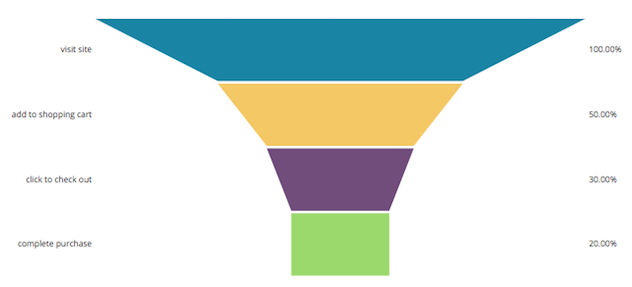 visit site 100.00%
add to shopping cart 50.00%
click to check out 30.00%
complete purchase 20.00%